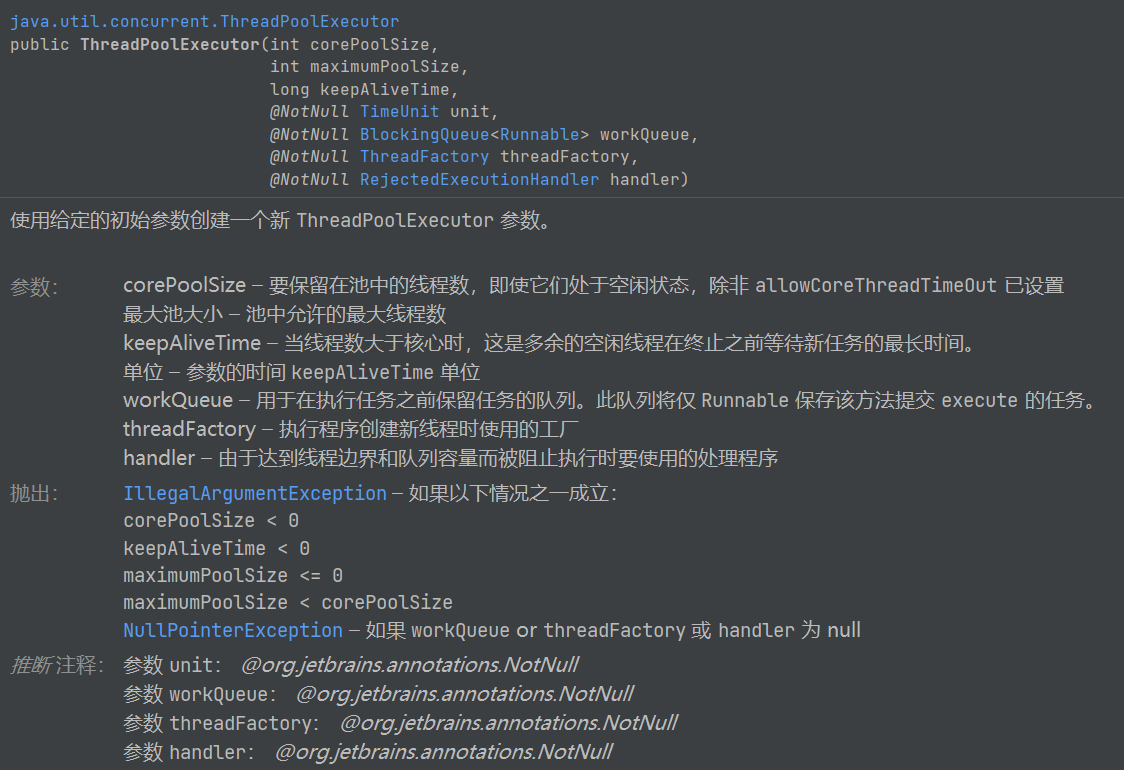 java.util.concurrent.ThreadPoolExecutor
public ThreadPoolExecutor(int corePoolSize,
int maximumPoolSize,
long keepAliveTime,
@NotNull TimeUnit unit,
@NotNull BlockingQueue<Runnable> workQueue,
@NotNull ThreadFactory threadFactory,
@NotNull RejectedExecutionHandler handler)
使用给定的初始参数创建一个新 ThreadPoolExecutor 参数。
参数: corePoolSize – 要保留在池中的线程数，即使它们处于空闲状态，除非 allowCoreThreadTimeOut 已设置
最大池大小 – 池中允许的最大线程数
keepAliveTime – 当线程数大于核心时，这是多余的空闲线程在终止之前等待新任务的最长时间。
单位 – 参数的时间 keepAliveTime 单位
workQueue – 用于在执行任务之前保留任务的队列。此队列将仅 Runnable 保存该方法提交 execute 的任务。
threadFactory – 执行程序创建新线程时使用的工厂
handler – 由于达到线程边界和队列容量而被阻止执行时要使用的处理程序
抛出: IllegalArgumentException – 如果以下情况之一成立：
corePoolSize < 0
keepAliveTime < 0
maximumPoolSize <= 0
maximumPoolSize < corePoolSize
NullPointerException – 如果 workQueue or threadFactory 或 handler 为 null
推断 注释: 参数 unit: @org.jetbrains.annotations.NotNull
参数 workQueue: @org.jetbrains.annotations.NotNull
参数 threadFactory: @org.jetbrains.annotations.NotNull
参数 handler: @org.jetbrains.annotations.NotNull